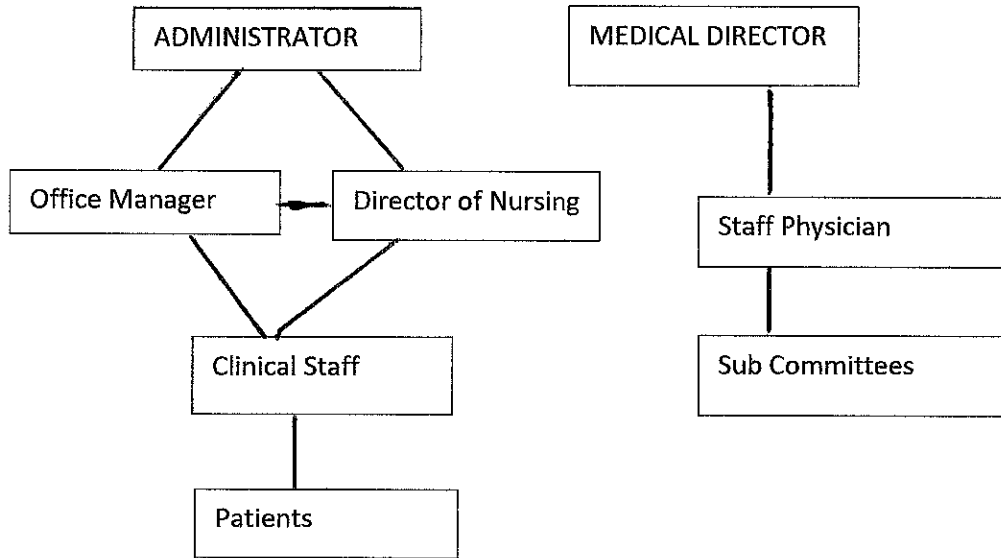 ADMINISTRATOR
MEDICAL DIRECTOR
Office Manager
Director of Nursing
Staff Physician
Clinical Staff
Sub Committees
Patients